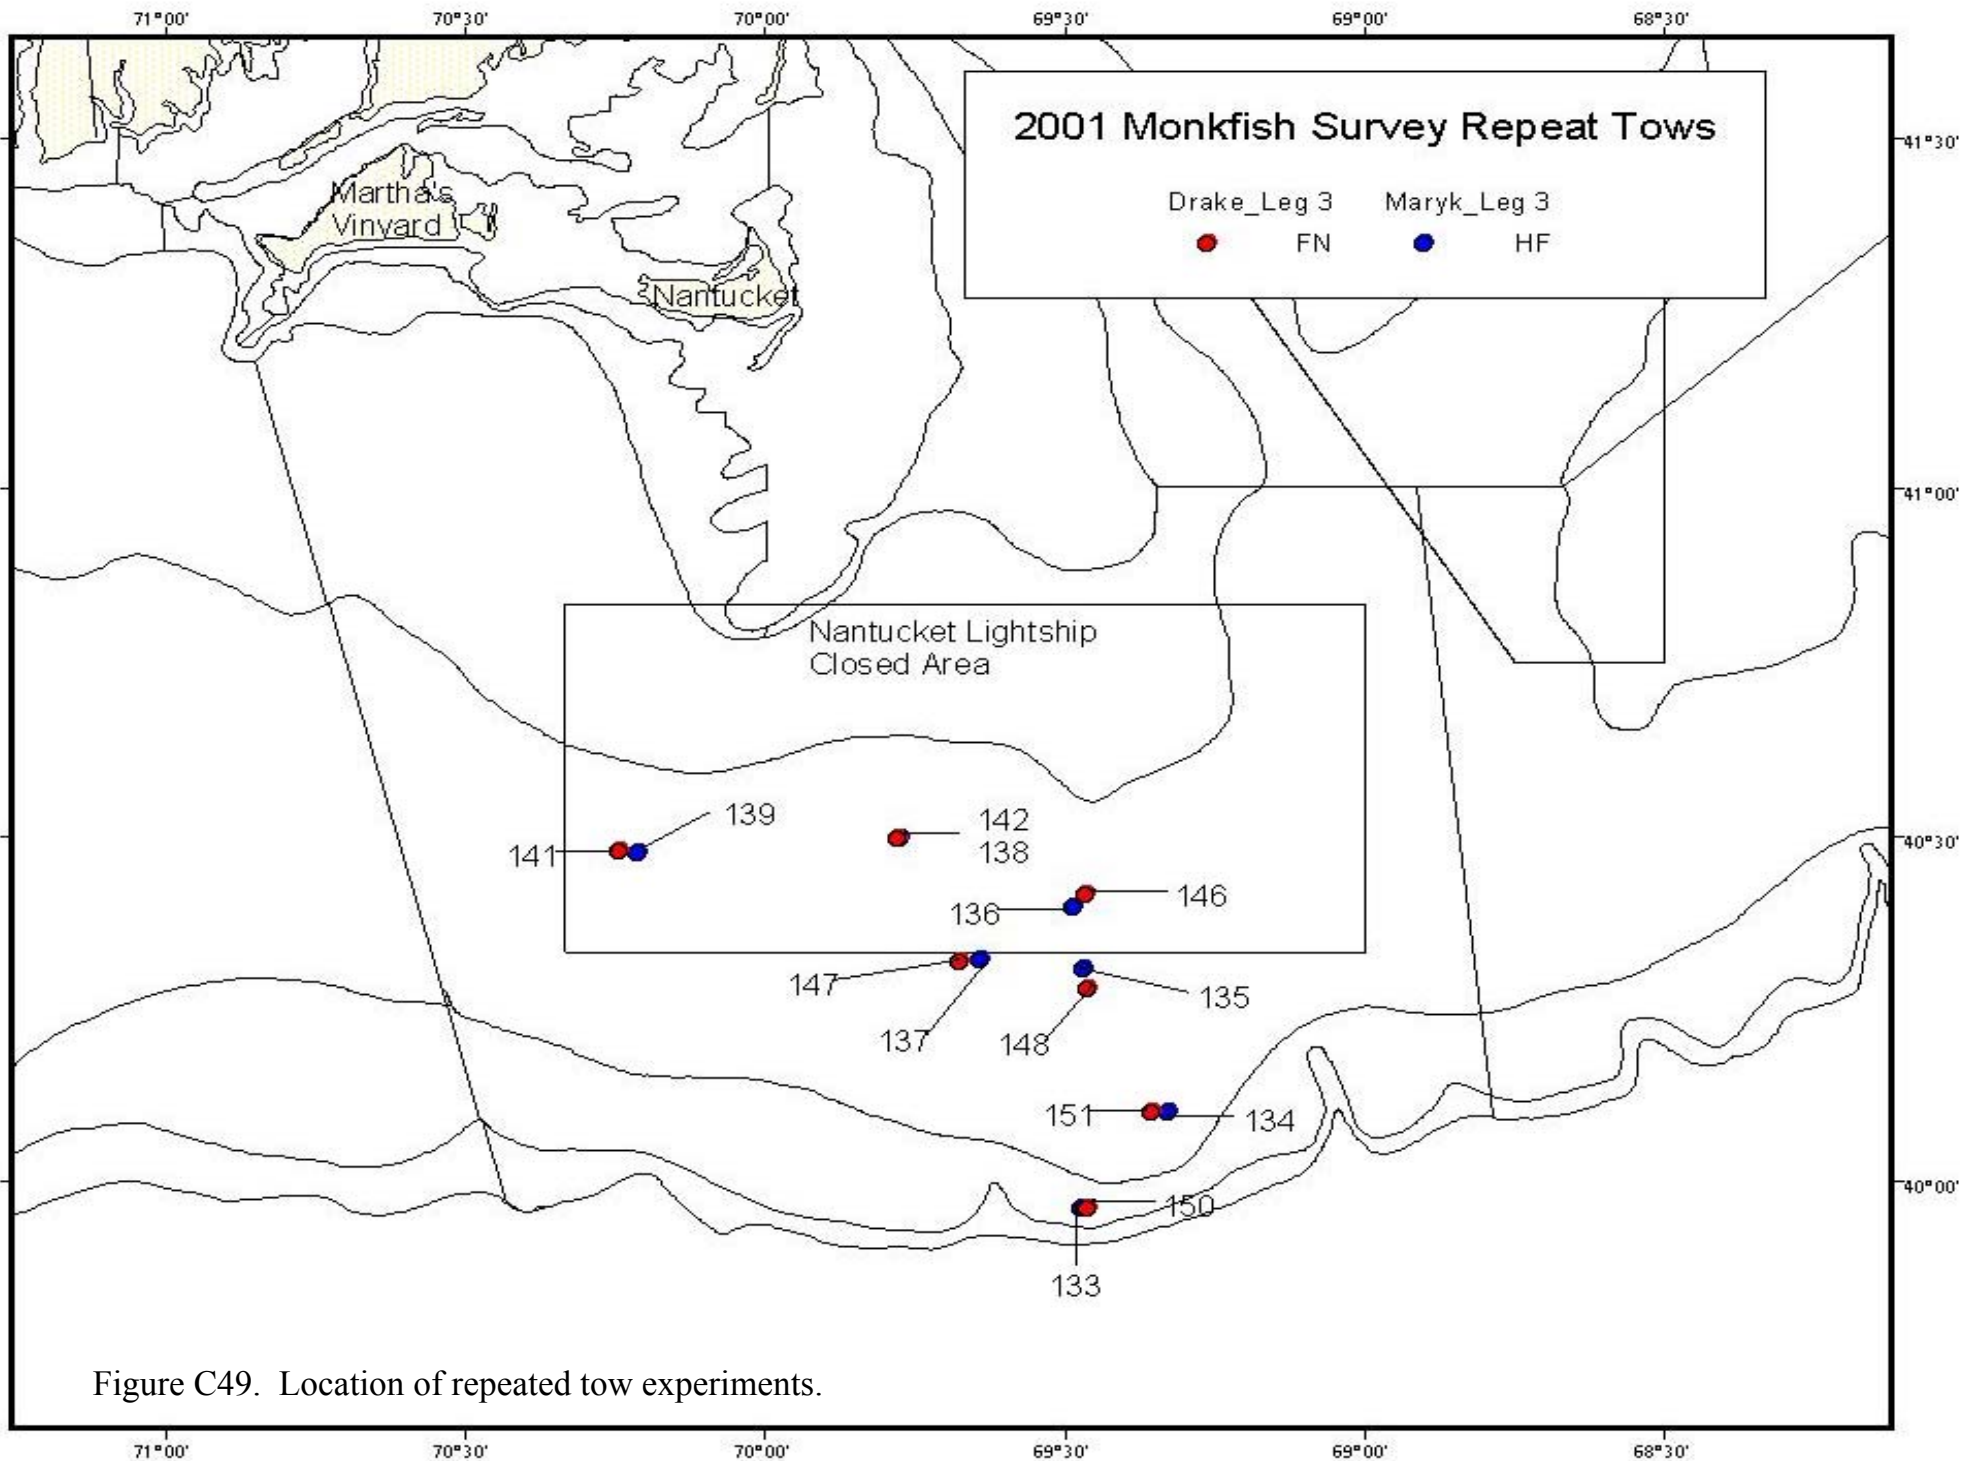 71°00'
70°30'
70°00'
69°30'
69°00'
68°30'
2001 Monkfish Survey Repeat Tows
Drake_Leg 3
Maryk_Leg 3
FN
HF
41°30'
Martha's
Vinyard
Nantucket
41°00'
Nantucket Lightship
Closed Area
139
142
141
138
40°30'
146
136
147
135
137
148
151
134
40°00'
150
133
Figure C49. Location of repeated tow experiments.
71°00'
70°30'
70°00'
69°30'
69°00'
68°30'